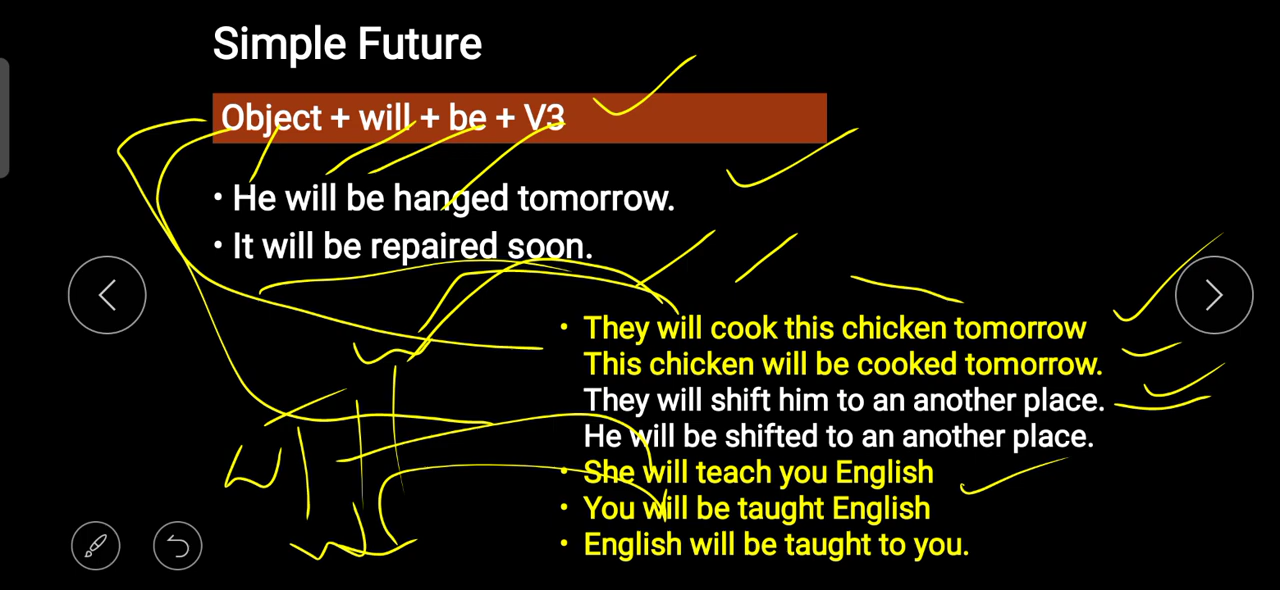 Simple Future
Object + will + be + V3
• He will be hanged tomorrow.
• It will be repaired soon.
• They will cook this chicken tomorrow
This chicken will be cooked tomorrow.
They will shift him to an another place.
He will be shifted to an another place.
• She will teach you English
• You will be taught English
• English will be taught to you.